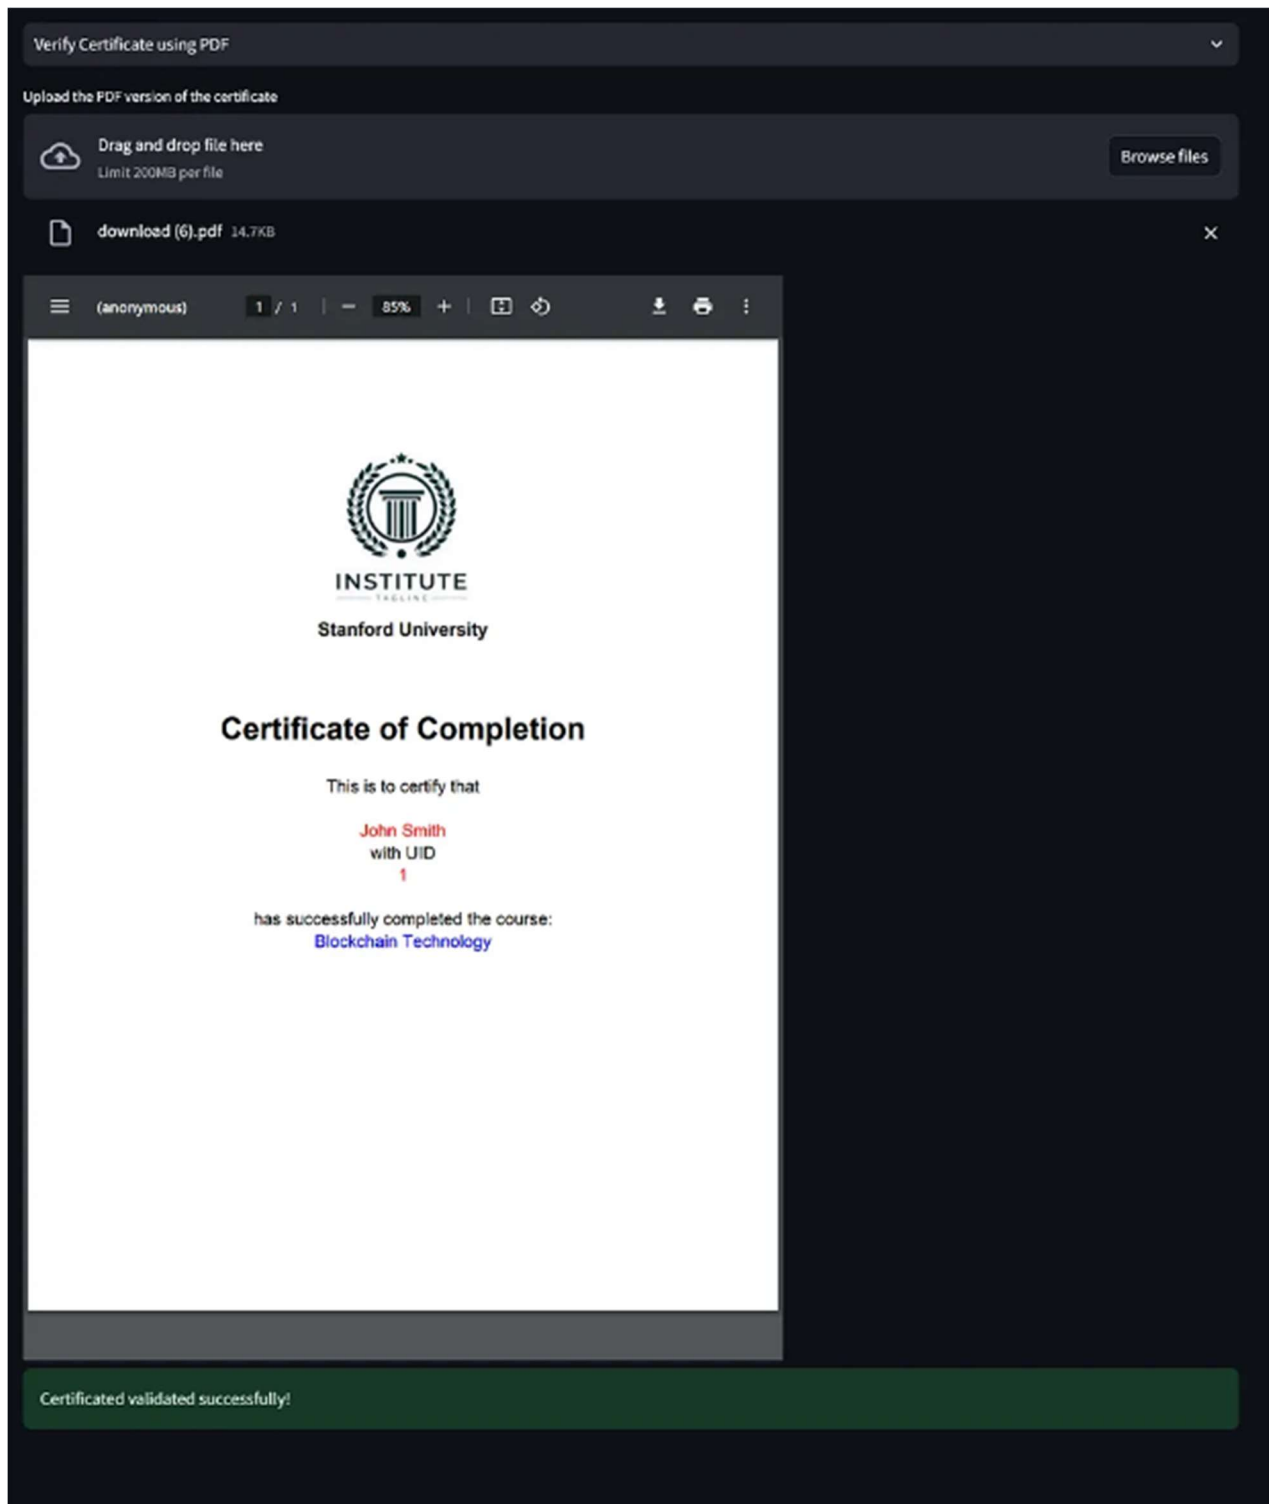 Verify Certificate using PDF
Upload the PDF version of the certificate
Drag and drop file here
Limit 200MB per file
Browse files
download (6).pdf 14.7KB
(anonymous) 1 / 1 85%
INSTITUTE
TAGLINE
Stanford University
Certificate of Completion
This is to certify that
John Smith
with UID
1
has successfully completed the course:
Blockchain Technology
Certificated validated successfully!